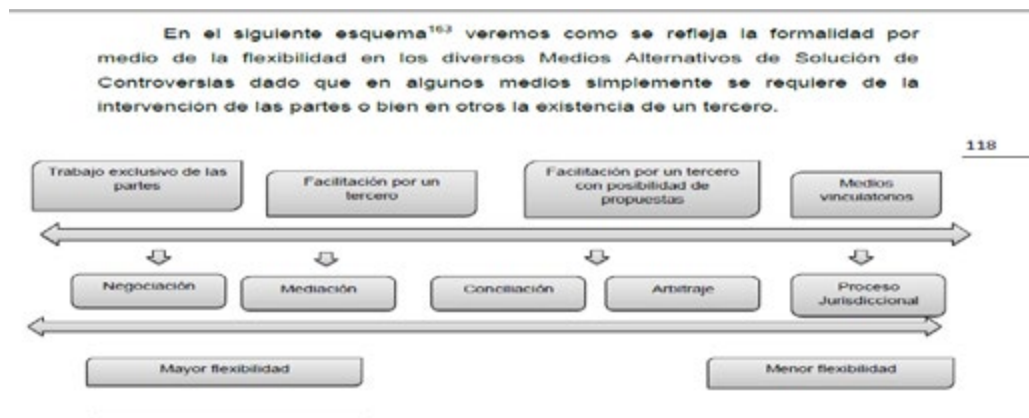 En el siguiente esquema¹⁶³ veremos como se refleja la formalidad por
medio de la flexibilidad en los diversos Medios Alternativos de Solución de
Controversias dado que en algunos medios simplemente se requiere de la
intervención de las partes o bien en otros la existencia de un tercero.
118
Trabajo exclusivo de las
partes
Facilitación por un
tercero
Facilitación por un tercero
con posibilidad de
propuestas
Medios
vinculatorios
Negociación
Mediación
Conciliación
Arbitraje
Proceso
Jurisdiccional
Mayor flexibilidad
Menor flexibilidad